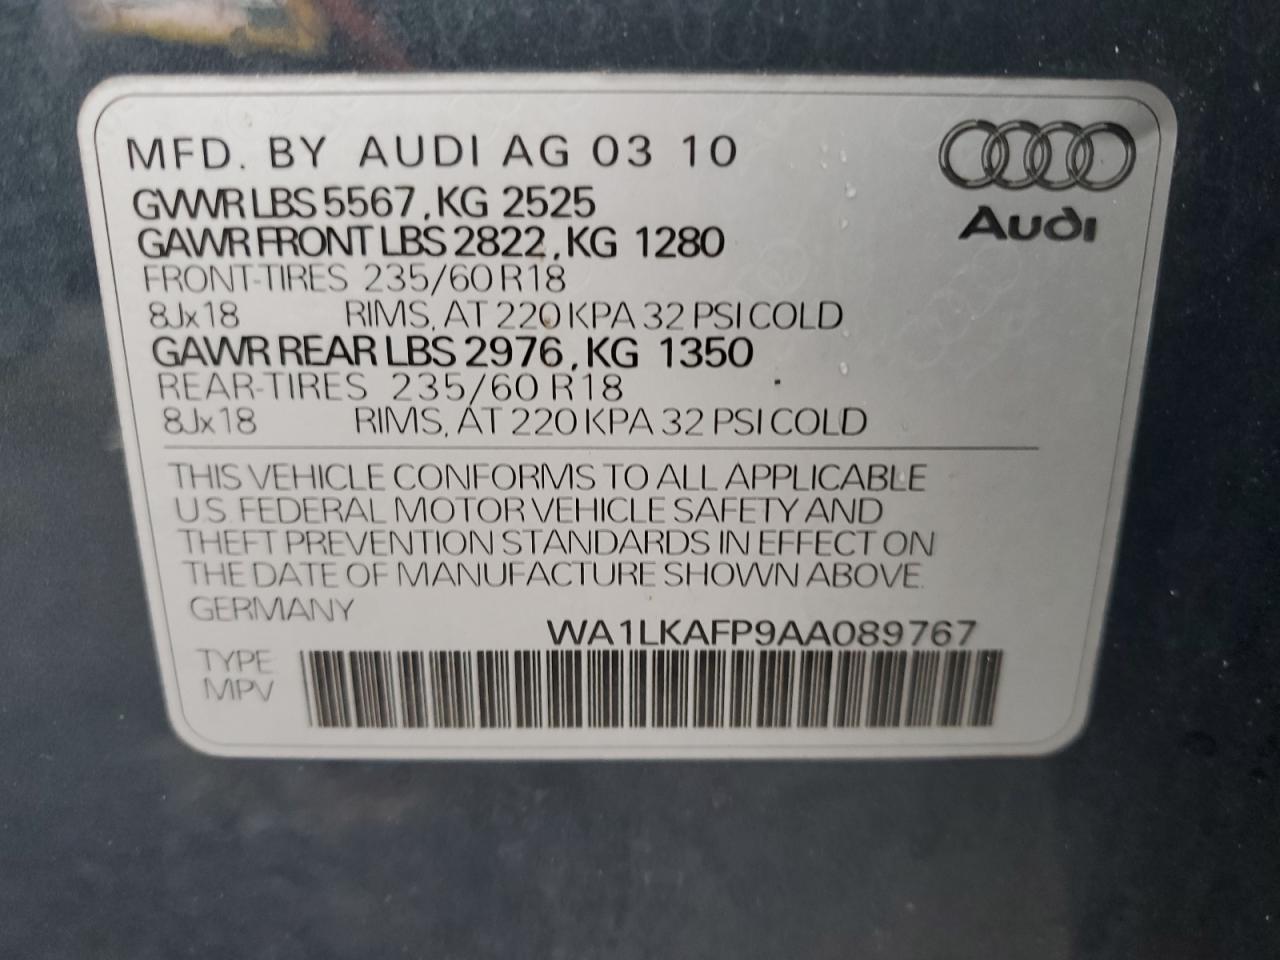 MFD. BY AUDI AG 03 10
GVWR LBS 5567, KG 2525
GAWR FRONT LBS 2822, KG 1280
FRONT-TIRES 235/60 R18
8Jx18 RIMS, AT 220 KPA 32 PSI COLD
GAWR REAR LBS 2976, KG 1350
REAR-TIRES 235/60 R18
8Jx18 RIMS, AT 220 KPA 32 PSI COLD
Audi
THIS VEHICLE CONFORMS TO ALL APPLICABLE
U.S. FEDERAL MOTOR VEHICLE SAFETY AND
THEFT PREVENTION STANDARDS IN EFFECT ON
THE DATE OF MANUFACTURE SHOWN ABOVE.
GERMANY
WA1LKAFP9AA089767
TYPE
MPV